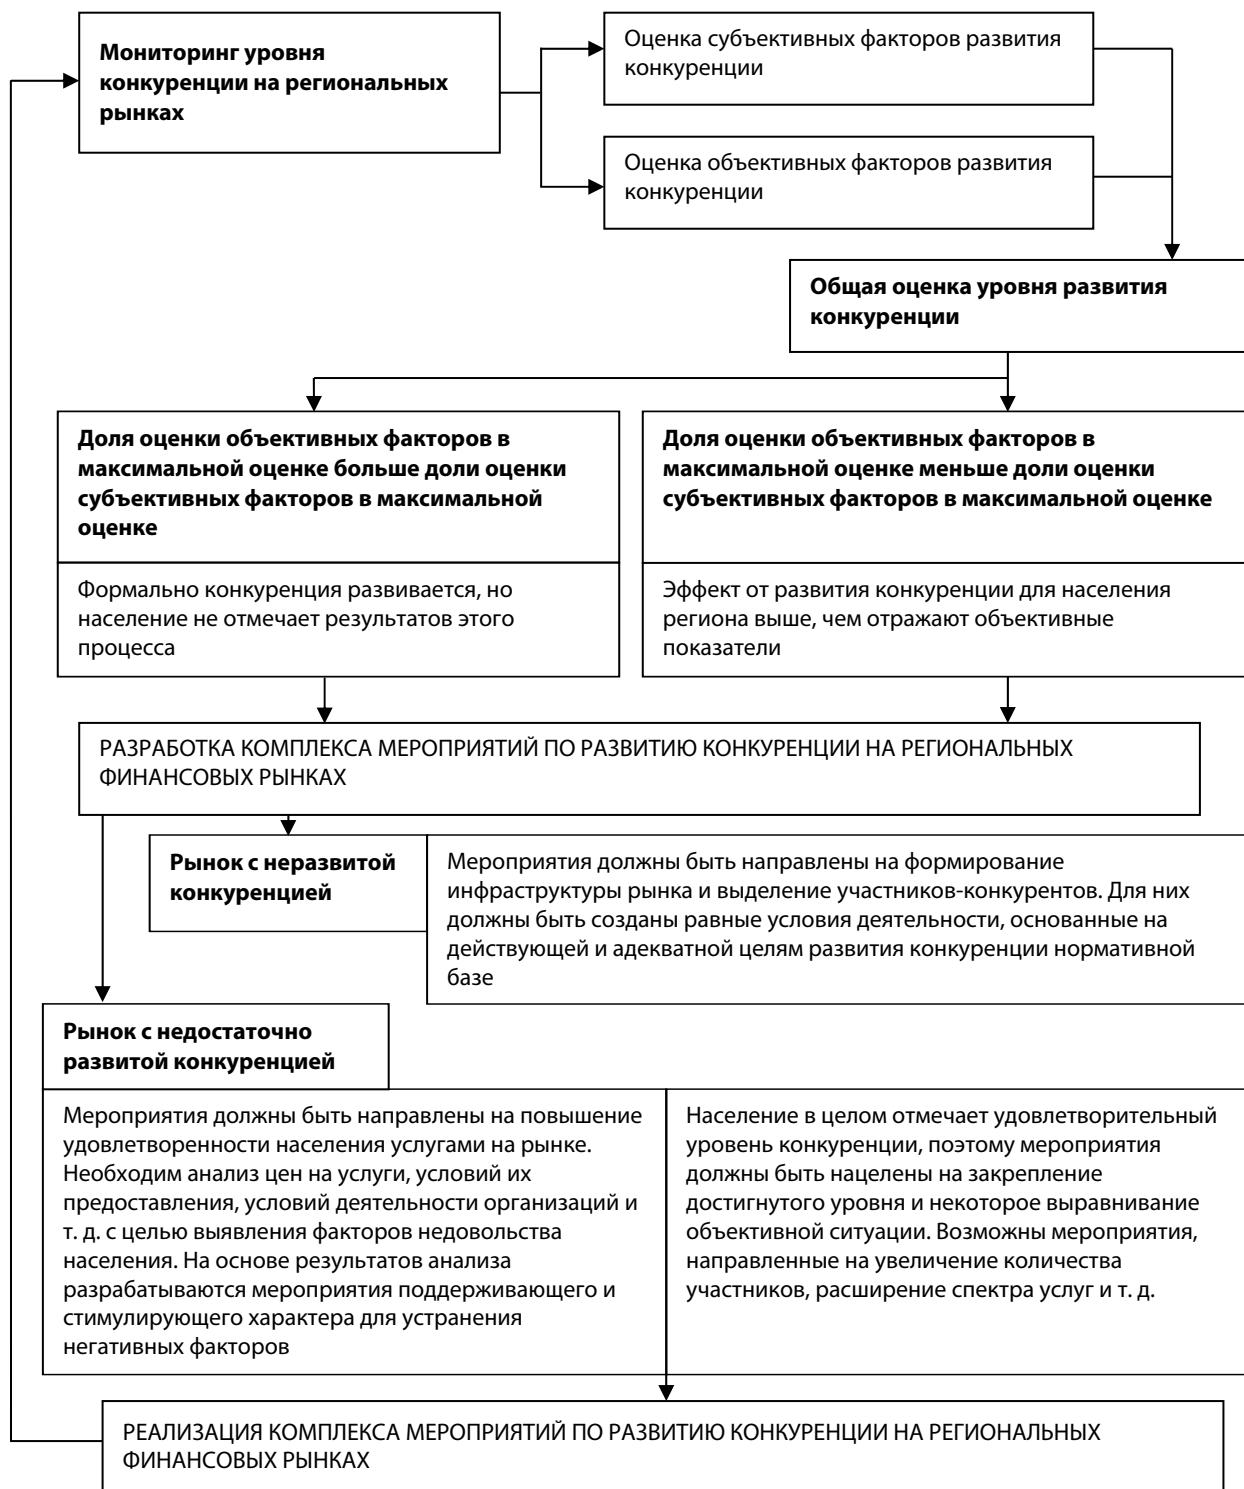 Мониторинг уровня
конкуренции на региональных
рынках
Оценка субъективных факторов развития
конкуренции
Оценка объективных факторов развития
конкуренции
Общая оценка уровня развития
конкуренции
Доля оценки объективных факторов в
максимальной оценке больше доли оценки
субъективных факторов в максимальной
оценке
Доля оценки объективных факторов в
максимальной оценке меньше доли оценки
субъективных факторов в максимальной оценке
Формально конкуренция развивается, но
население не отмечает результатов этого
процесса
Эффект от развития конкуренции для населения
региона выше, чем отражают объективные
показатели
РАЗРАБОТКА КОМПЛЕКСА МЕРОПРИЯТИЙ ПО РАЗВИТИЮ КОНКУРЕНЦИИ НА РЕГИОНАЛЬНЫХ
ФИНАНСОВЫХ РЫНКАХ
Рынок с неразвитой
конкуренцией
Мероприятия должны быть направлены на формирование
инфраструктуры рынка и выделение участников-конкурентов. Для них
должны быть созданы равные условия деятельности, основанные на
действующей и адекватной целям развития конкуренции нормативной
базе
Рынок с недостаточно
развитой конкуренцией
Мероприятия должны быть направлены на повышение
удовлетворенности населения услугами на рынке.
Необходим анализ цен на услуги, условий их
предоставления, условий деятельности организаций и
т. д. с целью выявления факторов недовольства
населения. На основе результатов анализа
разрабатываются мероприятия поддерживающего и
стимулирующего характера для устранения
негативных факторов
Население в целом отмечает удовлетворительный
уровень конкуренции, поэтому мероприятия
должны быть нацелены на закрепление
достигнутого уровня и некоторое выравнивание
объективной ситуации. Возможны мероприятия,
направленные на увеличение количества
участников, расширение спектра услуг и т. д.
РЕАЛИЗАЦИЯ КОМПЛЕКСА МЕРОПРИЯТИЙ ПО РАЗВИТИЮ КОНКУРЕНЦИИ НА РЕГИОНАЛЬНЫХ
ФИНАНСОВЫХ РЫНКАХ